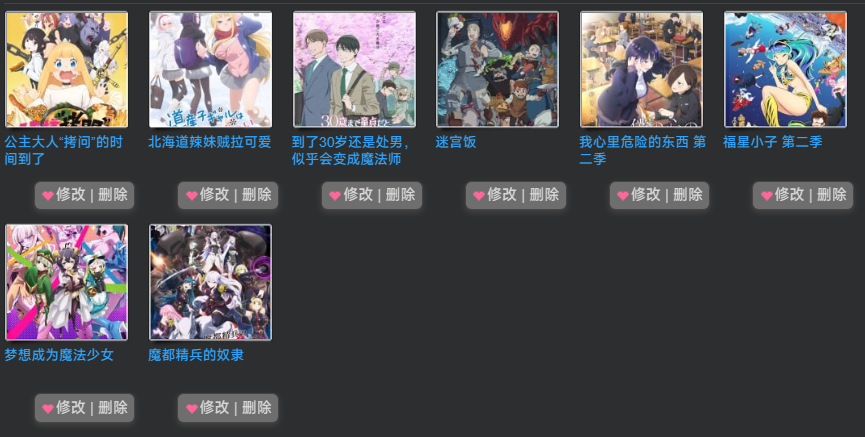 公主大人“拷问”的时
间到了
北海道辣妹贼拉可爱
到了30岁还是处男，
似乎会变成魔法师
迷宫饭
我心里危险的东西 第
二季
福星小子 第二季
修改 | 删除
修改 | 删除
修改 | 删除
修改 | 删除
修改 | 删除
修改 | 删除
梦想成为魔法少女
魔都精兵的奴隶
修改 | 删除
修改 | 删除